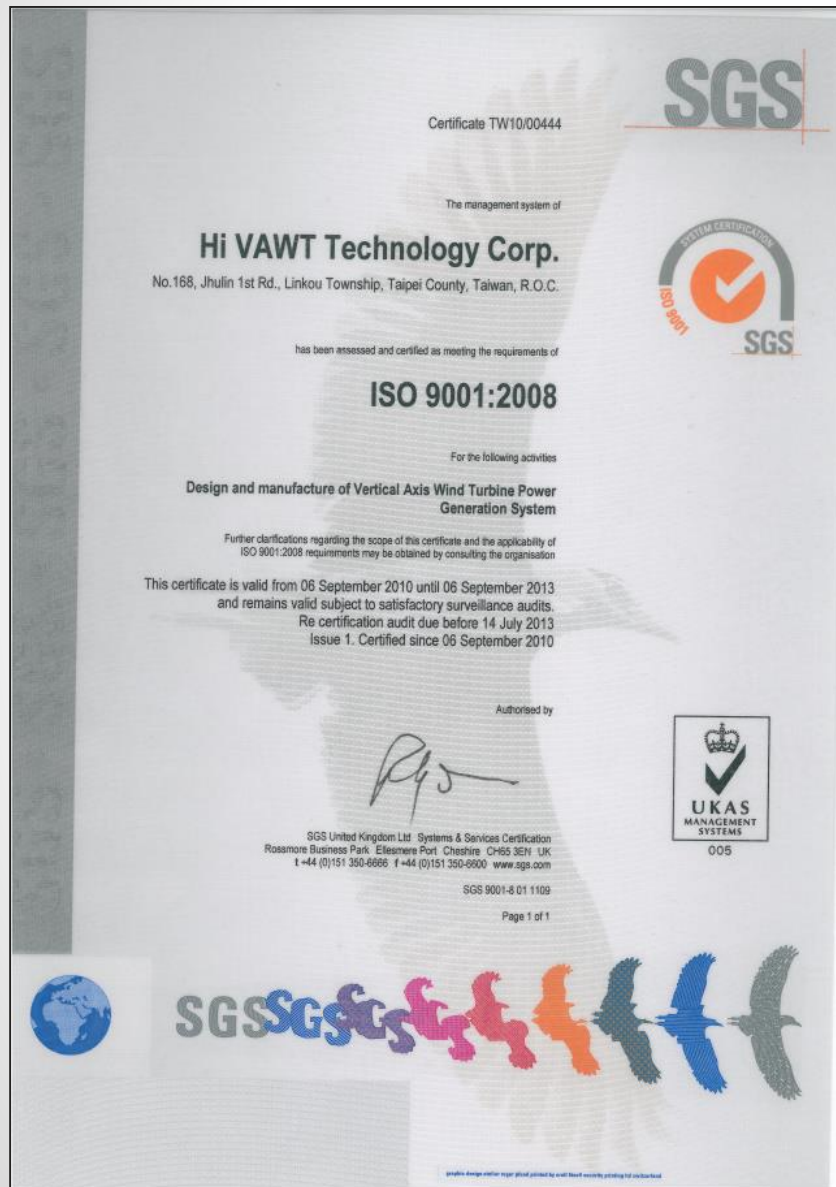 SGS
Certificate TW10/00444
The management system of
Hi VAWT Technology Corp.
No.168, Jhulin 1st Rd., Linkou Township, Taipei County, Taiwan, R.O.C.
SYSTEM CERTIFICATION
ISO 9001
SGS
has been assessed and certified as meeting the requirements of
ISO 9001:2008
For the following activities
Design and manufacture of Vertical Axis Wind Turbine Power
Generation System
Further clarifications regarding the scope of this certificate and the applicability of
ISO 9001:2008 requirements may be obtained by consulting the organisation
This certificate is valid from 06 September 2010 until 06 September 2013
and remains valid subject to satisfactory surveillance audits.
Re certification audit due before 14 July 2013
Issue 1. Certified since 06 September 2010
Authorised by
UKAS
MANAGEMENT
SYSTEMS
005
SGS United Kingdom Ltd Systems & Services Certification
Rossmore Business Park Ellesmere Port Cheshire CH65 3EN UK
t +44 (0)151 350-6666 f +44 (0)151 350-6600 www.sgs.com
SGS 9001-8 01 1109
Page 1 of 1
SGSSGSSGSSGS